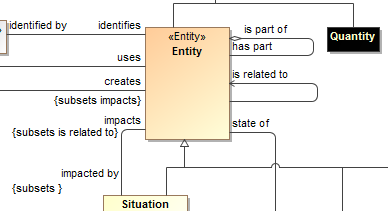 identified by
identifies
uses
creates
{subsets impacts}
impacts
{subsets is related to}
impacted by
{subsets }
«Entity»
Entity
is part of
has part
is related to
state of
Quantity
Situation